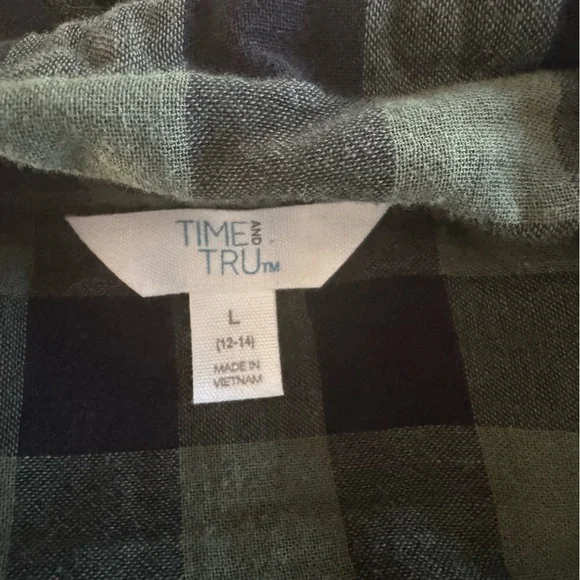 TIME AND
TRU™
L
(12-14)
MADE IN
VIETNAM